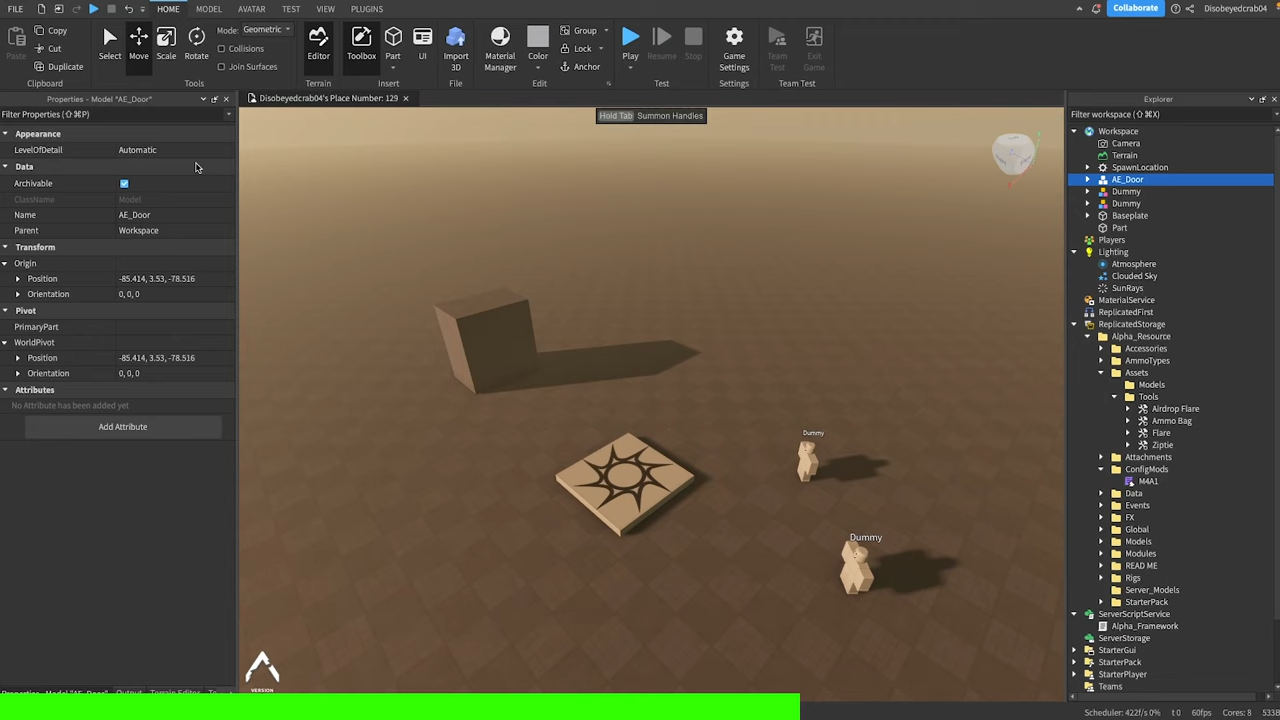 FILE HOME MODEL AVATAR TEST VIEW PLUGINS Collaborate Disobeyedcrab04
Paste Copy Cut Duplicate
Clipboard
Select Move Scale Rotate
Mode: Geometric
Collisions
Join Surfaces
Tools
Editor
Terrain
Toolbox Part UI
Insert
Import 3D
File
Material Manager Color
Group
Lock
Anchor
Edit
Play Resume Stop
Test
Game Settings
Settings
Team Test Exit Game
Team Test
Properties - Model "AE_Door"
Filter Properties (⇧⌘P)
Appearance
LevelOfDetail Automatic
Data
Archivable
ClassName Model
Name AE_Door
Parent Workspace
Transform
Origin
Position -85.414, 3.53, -78.516
Orientation 0, 0, 0
Pivot
PrimaryPart
WorldPivot
Position -85.414, 3.53, -78.516
Orientation 0, 0, 0
Attributes
No Attribute has been added yet
Add Attribute
Disobeyedcrab04's Place Number: 129
Hold Tab Summon Handles
Dummy
Dummy
VERSION
Explorer
Filter workspace (⇧⌘X)
Workspace
Camera
Terrain
SpawnLocation
AE_Door
Dummy
Dummy
Baseplate
Part
Players
Lighting
Atmosphere
Clouded Sky
SunRays
MaterialService
ReplicatedFirst
ReplicatedStorage
Alpha_Resource
Accessories
AmmoTypes
Assets
Models
Tools
Airdrop Flare
Ammo Bag
Flare
Ziptie
Attachments
ConfigMods
M4A1
Data
Events
FX
Global
Models
Modules
READ ME
Rigs
Server_Models
StarterPack
ServerScriptService
Alpha_Framework
ServerStorage
StarterGui
StarterPack
StarterPlayer
Teams
Scheduler: 422f/s 0% t 0 60fps Cores: 8 5338